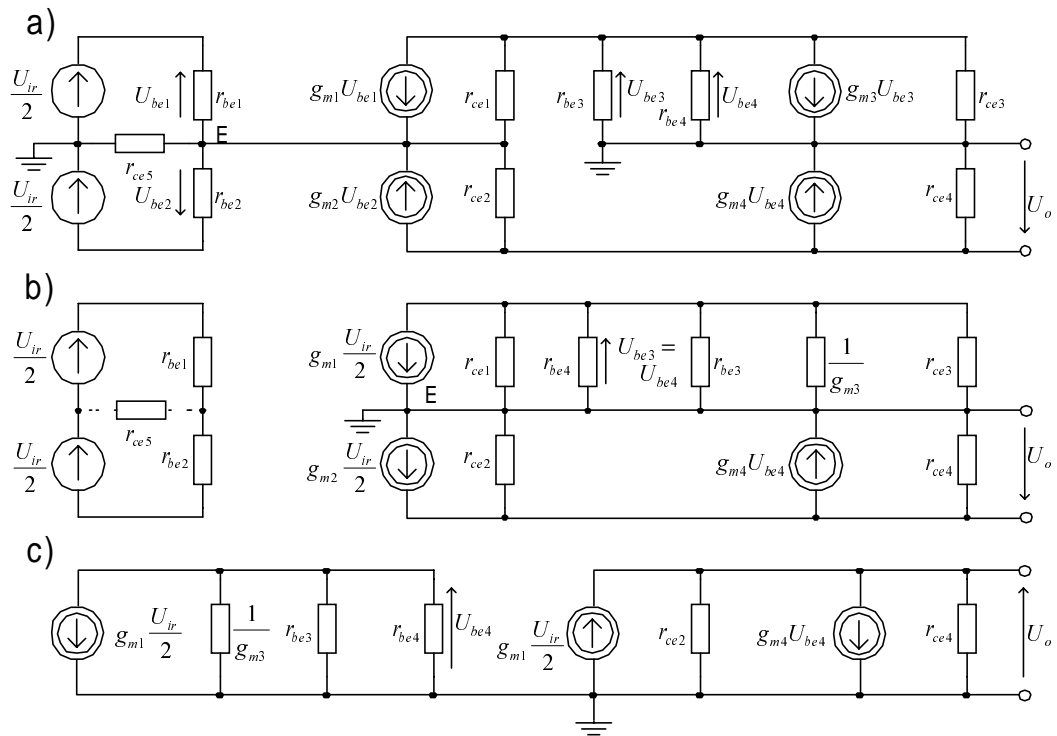 a)
U_ir/2
U_be1
r_be1
g_m1 U_be1
r_ce1
r_be3
U_be3
r_be4
U_be4
g_m3 U_be3
r_ce3
E
r_ce5
U_ir/2
U_be2
r_be2
g_m2 U_be2
r_ce2
g_m4 U_be4
r_ce4
U_o
b)
U_ir/2
r_be1
g_m1 U_ir/2
r_ce1
r_be4
U_be3 =
U_be4
r_be3
1/g_m3
r_ce3
E
r_ce5
U_ir/2
r_be2
g_m2 U_ir/2
r_ce2
g_m4 U_be4
r_ce4
U_o
c)
g_m1 U_ir/2
1/g_m3
r_be3
r_be4
U_be4
g_m1 U_ir/2
r_ce2
g_m4 U_be4
r_ce4
U_o